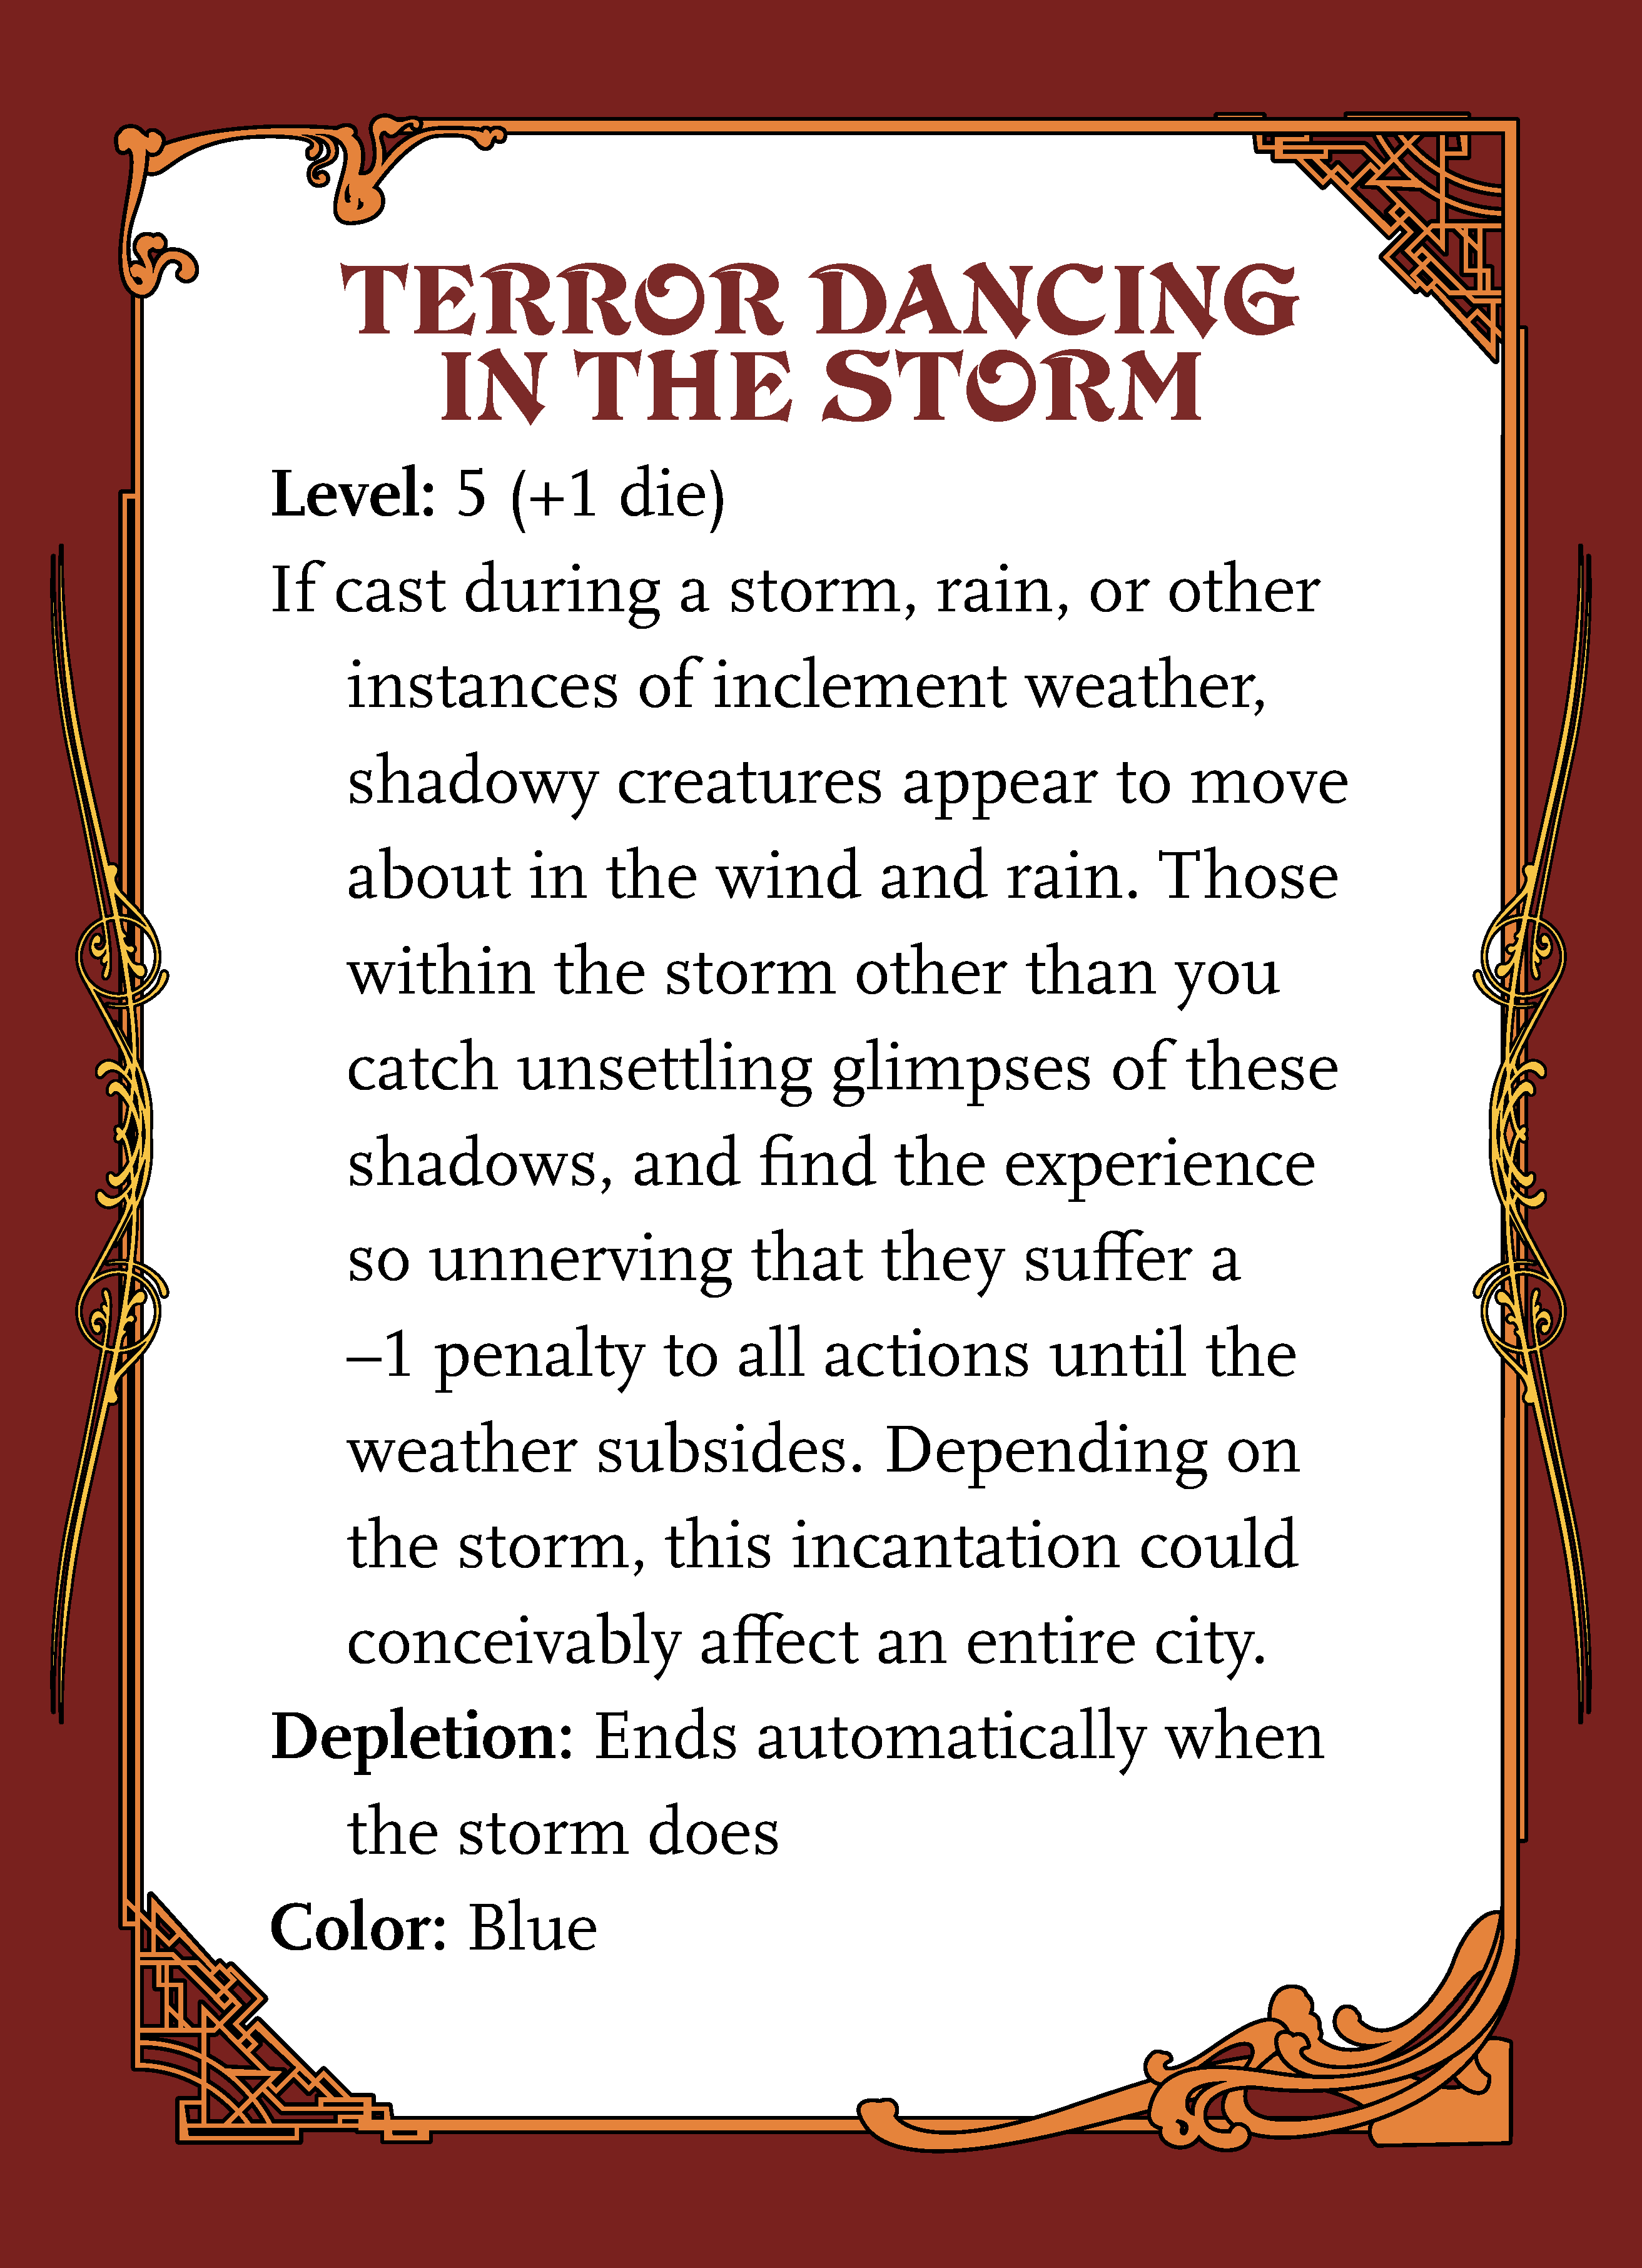 TERROR DANCING
IN THE STORM
Level: 5 (+1 die)
If cast during a storm, rain, or other
instances of inclement weather,
shadowy creatures appear to move
about in the wind and rain. Those
within the storm other than you
catch unsettling glimpses of these
shadows, and find the experience
so unnerving that they suffer a
–1 penalty to all actions until the
weather subsides. Depending on
the storm, this incantation could
conceivably affect an entire city.
Depletion: Ends automatically when
the storm does
Color: Blue